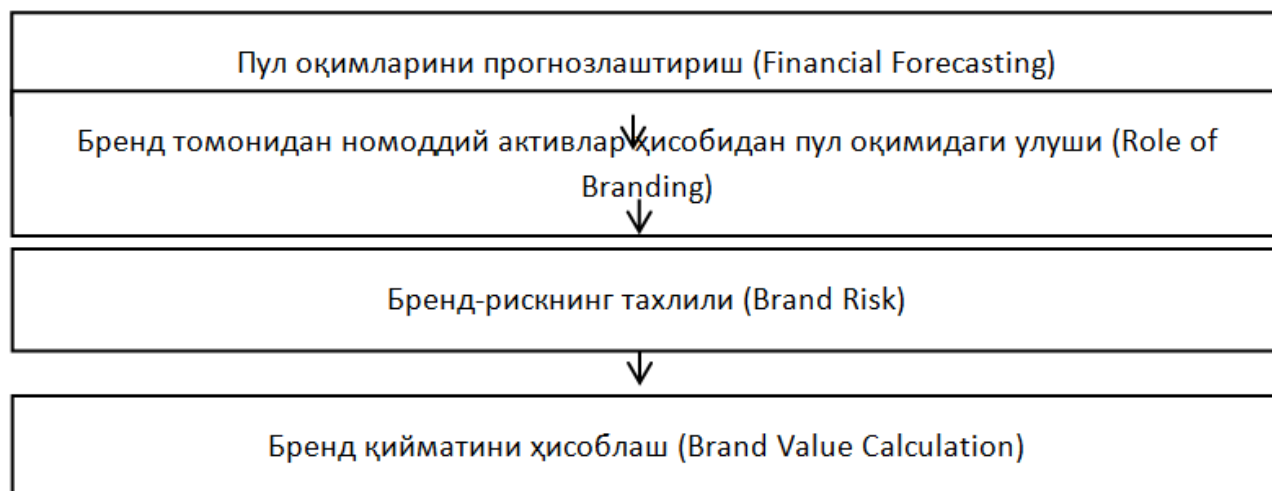 Пул оқимларини прогнозлаштириш (Financial Forecasting)
Бренд томонидан номоддий активлар ҳисобидан пул оқимидаги улуши (Role of
Branding)
Бренд-рискнинг тахлили (Brand Risk)
Бренд қийматини ҳисоблаш (Brand Value Calculation)